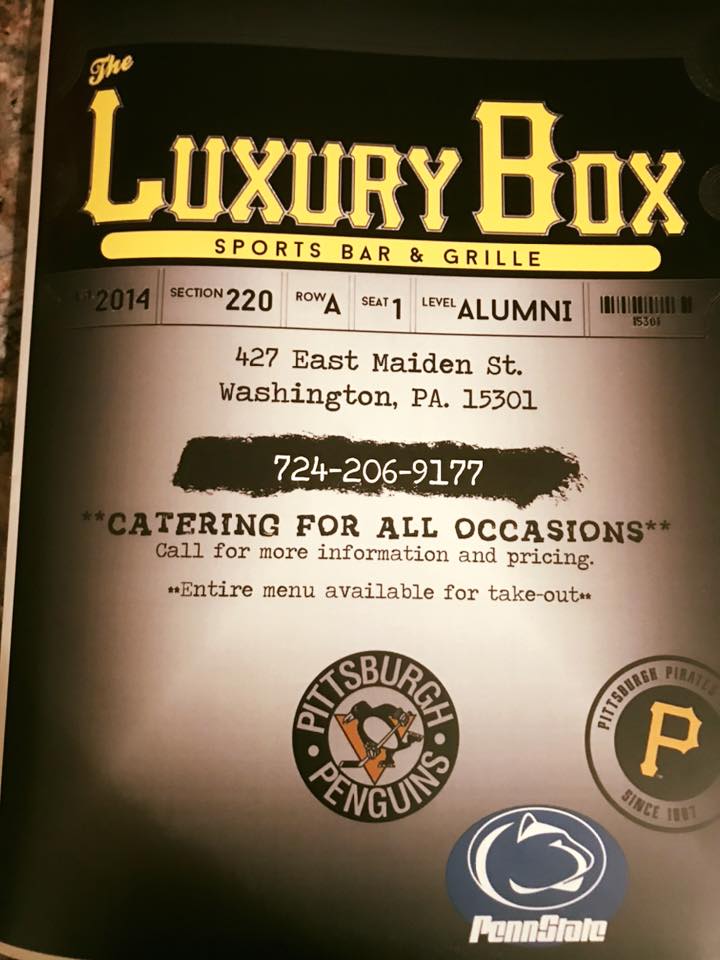 The
LUXURY BOX
SPORTS BAR & GRILLE
EST. 2014 SECTION 220 ROW A SEAT 1 LEVEL ALUMNI
15301
427 East Maiden St.
Washington, PA. 15301
724-206-9177
**CATERING FOR ALL OCCASIONS**
Call for more information and pricing.
**Entire menu available for take-out**
PITTSBURGH
PENGUINS
PITTSBURGH PIRATES
P
SINCE 1887
PennState